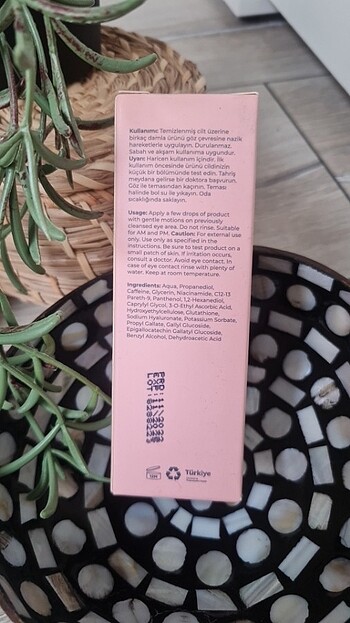 Kullanımı: Temizlenmiş cilt üzerine
birkaç damla ürünü göz çevresine nazik
hareketlerle uygulayın. Durulanmaz.
Sabah ve akşam kullanıma uygundur.
Uyarı: Haricen kullanım içindir. İlk
kullanım öncesinde ürünü cildinizin
küçük bir bölümünde test edin. Tahriş
meydana gelirse bir doktora başvurun.
Göz ile temasından kaçının. Teması
halinde bol su ile yıkayın. Oda
sıcaklığında saklayın.
Usage: Apply a few drops of product
with gentle motions on previously
cleansed eye area. Do not rinse. Suitable
for AM and PM. Caution: For external use
only. Use only as specified in the
instructions. Be sure to test product on a
small patch of skin. If irritation occurs,
consult a doctor. Avoid eye contact. In
case of eye contact rinse with plenty of
water. Keep at room temperature.
Ingredients: Aqua, Propanediol,
Caffeine, Glycerin, Niacinamide, C12-13
Pareth-9, Panthenol, 1,2-Hexanediol,
Caprylyl Glycol, 3-O-Ethyl Ascorbic Acid,
Hydroxyethylcellulose, Glutathione,
Sodium Hyaluronate, Potassium Sorbate,
Propyl Gallate, Gallyl Glucoside,
Epigallocatechin Gallatyl Glucoside,
Benzyl Alcohol, Dehydroacetic Acid
Türkiye